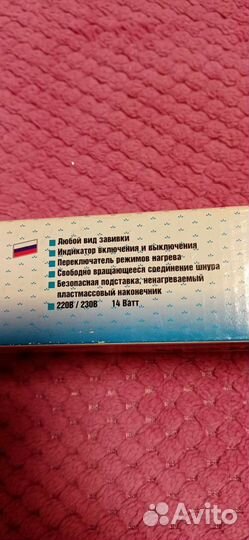 Любой вид завивки
Индикатор включения и выключения
Переключатель режимов нагрева
Свободно вращающееся соединение шнура
Безопасная подставка, ненагреваемый
пластмассовый наконечник
220В / 230В 14 Ватт
Avito